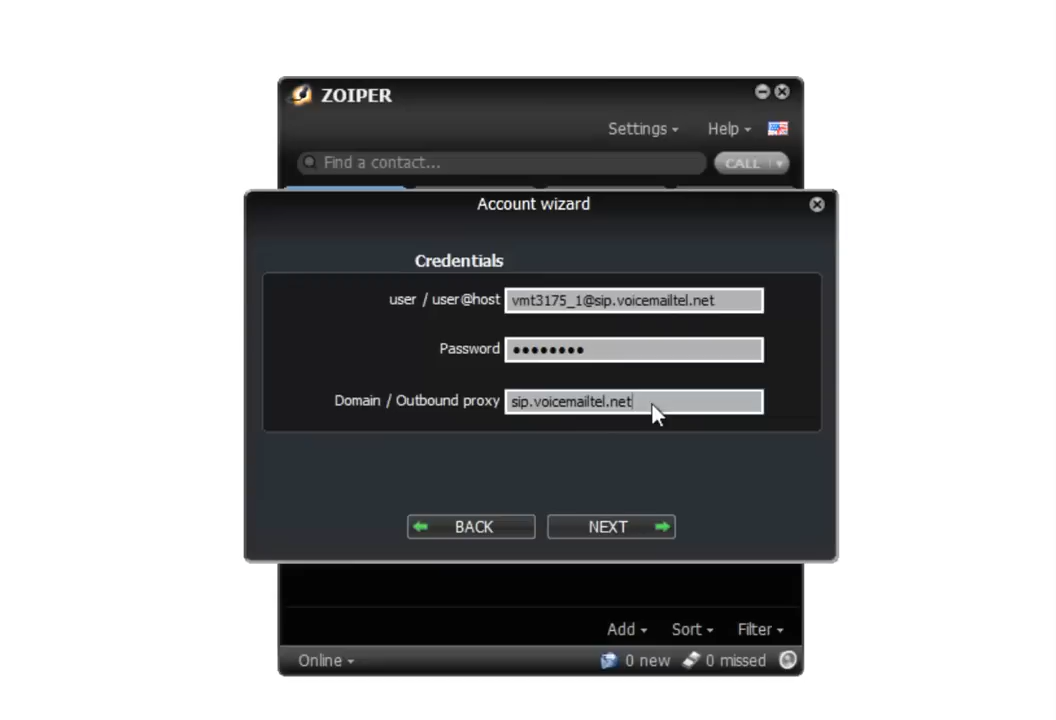 ZOIPER
Settings Help
Find a contact... CALL
Account wizard
Credentials
user / user@host vmt3175_1@sip.voicemailtel.net
Password ●●●●●●●●
Domain / Outbound proxy sip.voicemailtel.net
BACK NEXT
Add Sort Filter
Online 0 new 0 missed